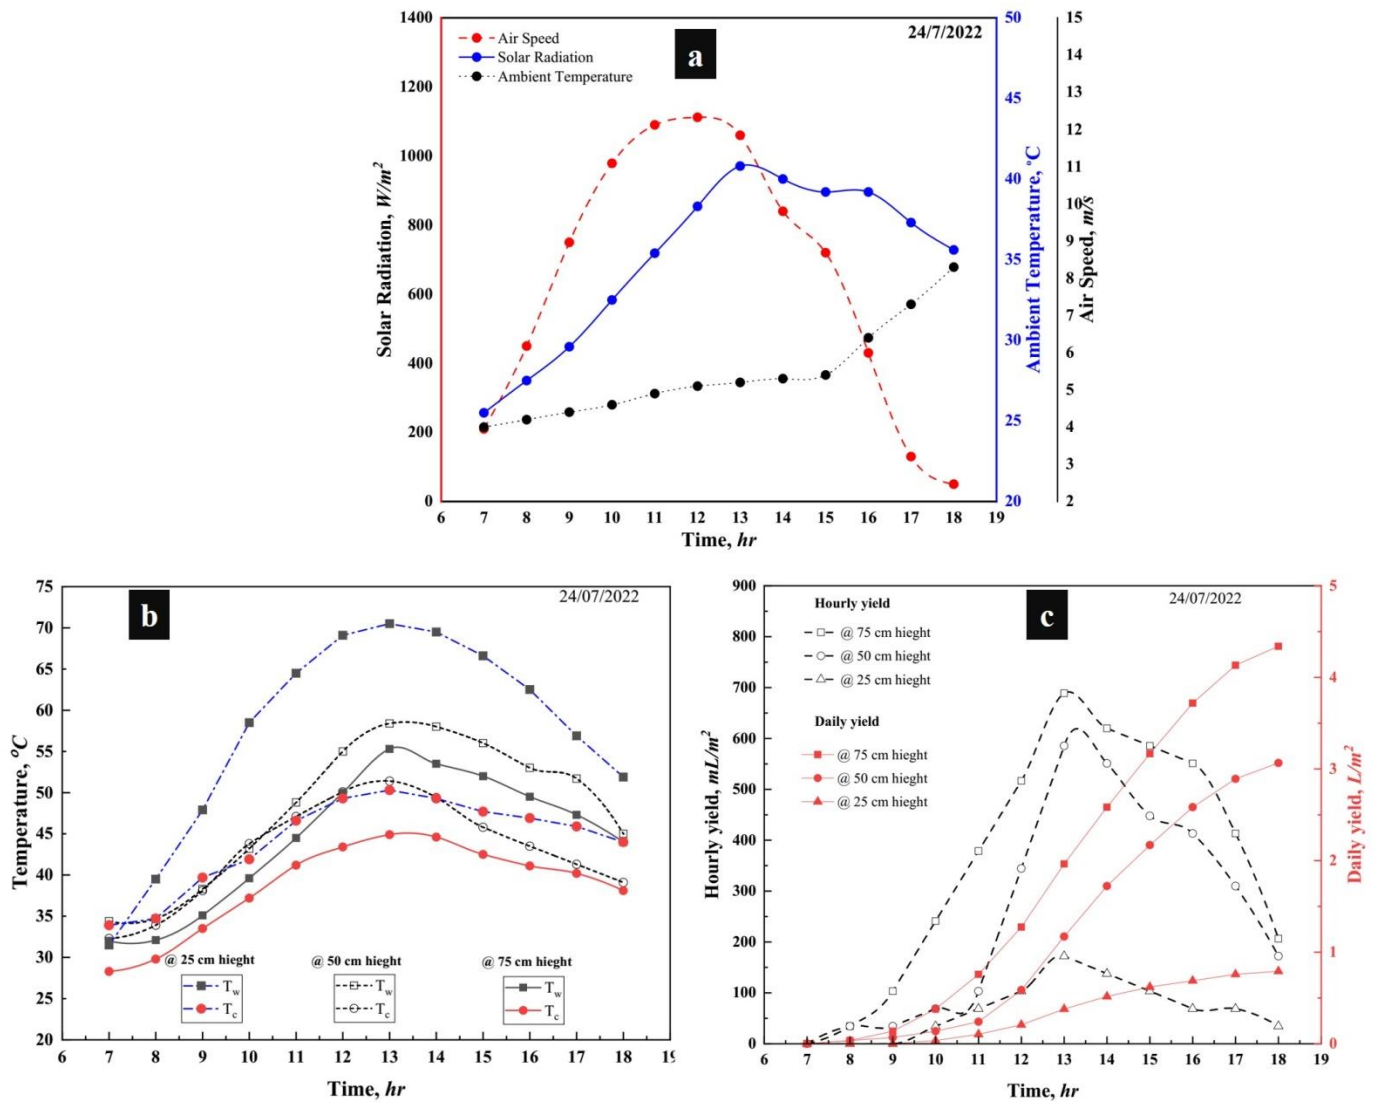 a
24/7/2022
Air Speed
Solar Radiation
Ambient Temperature
Solar Radiation, W/m²
1400
1200
1000
800
600
400
200
0
Ambient Temperature, °C
50
45
40
35
30
25
20
Air Speed, m/s
15
14
13
12
11
10
9
8
7
6
5
4
3
2
6 7 8 9 10 11 12 13 14 15 16 17 18 19
Time, hr
b
24/07/2022
Temperature, °C
75
70
65
60
55
50
45
40
35
30
25
20
@ 25 cm hieght @ 50 cm hieght @ 75 cm hieght
Tw Tw Tw
Tc Tc Tc
6 7 8 9 10 11 12 13 14 15 16 17 18 19
Time, hr
c
24/07/2022
Hourly yield
@ 75 cm hieght
@ 50 cm hieght
@ 25 cm hieght
Daily yield
@ 75 cm hieght
@ 50 cm hieght
@ 25 cm hieght
Hourly yield, mL/m²
900
800
700
600
500
400
300
200
100
0
Daily yield, L/m²
5
4
3
2
1
0
6 7 8 9 10 11 12 13 14 15 16 17 18 19
Time, hr